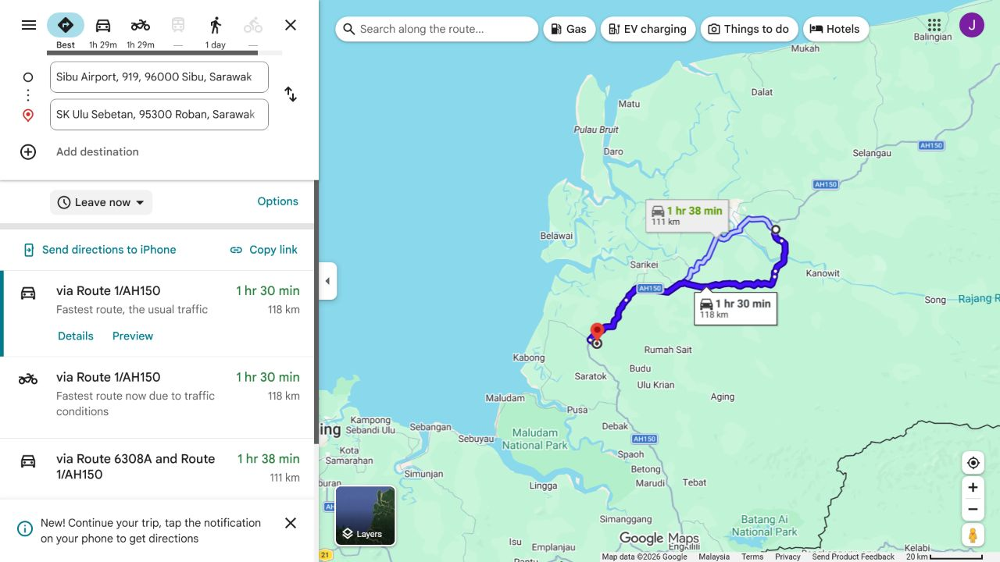 Best
1h 29m
1h 29m
—
1 day
—
Sibu Airport, 919, 96000 Sibu, Sarawak
SK Ulu Sebetan, 95300 Roban, Sarawak
Add destination
Leave now
Options
Send directions to iPhone
Copy link
via Route 1/AH150
1 hr 30 min
Fastest route, the usual traffic
118 km
Details
Preview
via Route 1/AH150
1 hr 30 min
Fastest route now due to traffic
conditions
118 km
via Route 6308A and Route
1/AH150
1 hr 38 min
111 km
New! Continue your trip, tap the notification
on your phone to get directions
Search along the route...
Gas
EV charging
Things to do
Hotels
J
Balingian
Mukah
Dalat
Matu
Pulau Bruit
Daro
Selangau
AH150
AH150
1 hr 38 min
111 km
Belawai
Sarikei
Kanowit
AH150
1 hr 30 min
118 km
Song
Rajang R
Rumah Sait
Kabong
Budu
Saratok
Ulu Krian
Maludam
Aging
Pusa
Kampong
Sebandi Ulu
ing
Sebangan
Debak
Maludam
National Park
Sebuyau
AH150
Kota
Samarahan
Spaoh
Simunjan
Betong
Marudi
Tebat
Lingga
buran
AH
Simanggang
Batang Ai
National Park
Layers
Isu
Emplanjau
Google Maps
Engkilili
Kelabi
21
Map data ©2026 Google
Malaysia
Terms
Privacy
Send Product Feedback
20 km